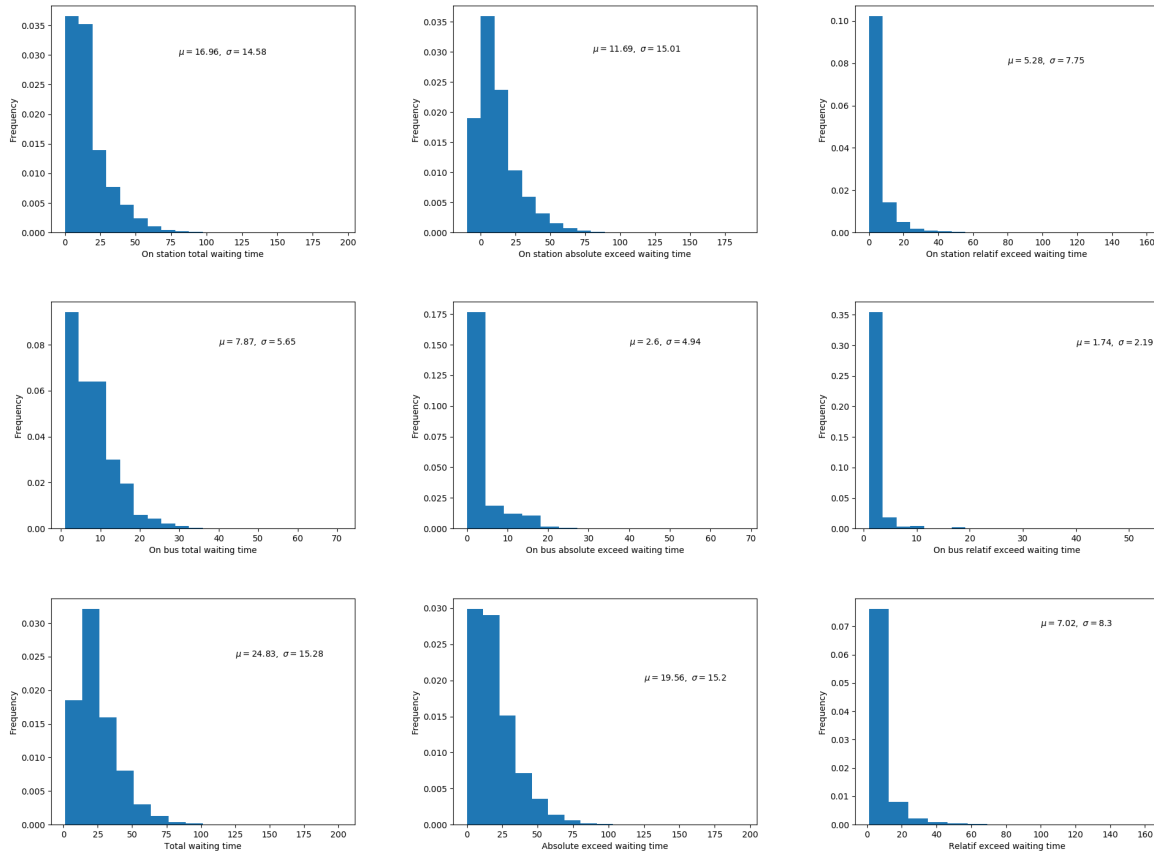 0.035
0.030
0.025
0.020
0.015
0.010
0.005
0.000
Frequency
μ = 16.96, σ = 14.58
0 25 50 75 100 125 150 175 200
On station total waiting time
0.035
0.030
0.025
0.020
0.015
0.010
0.005
0.000
Frequency
μ = 11.69, σ = 15.01
0 25 50 75 100 125 150 175
On station absolute exceed waiting time
0.10
0.08
0.06
0.04
0.02
0.00
Frequency
μ = 5.28, σ = 7.75
0 20 40 60 80 100 120 140 160
On station relatif exceed waiting time
0.08
0.06
0.04
0.02
0.00
Frequency
μ = 7.87, σ = 5.65
0 10 20 30 40 50 60 70
On bus total waiting time
0.175
0.150
0.125
0.100
0.075
0.050
0.025
0.000
Frequency
μ = 2.6, σ = 4.94
0 10 20 30 40 50 60 70
On bus absolute exceed waiting time
0.35
0.30
0.25
0.20
0.15
0.10
0.05
0.00
Frequency
μ = 1.74, σ = 2.19
0 10 20 30 40 50
On bus relatif exceed waiting time
0.030
0.025
0.020
0.015
0.010
0.005
0.000
Frequency
μ = 24.83, σ = 15.28
0 25 50 75 100 125 150 175 200
Total waiting time
0.030
0.025
0.020
0.015
0.010
0.005
0.000
Frequency
μ = 19.56, σ = 15.2
0 25 50 75 100 125 150 175 200
Absolute exceed waiting time
0.07
0.06
0.05
0.04
0.03
0.02
0.01
0.00
Frequency
μ = 7.02, σ = 8.3
0 20 40 60 80 100 120 140 160
Relatif exceed waiting time